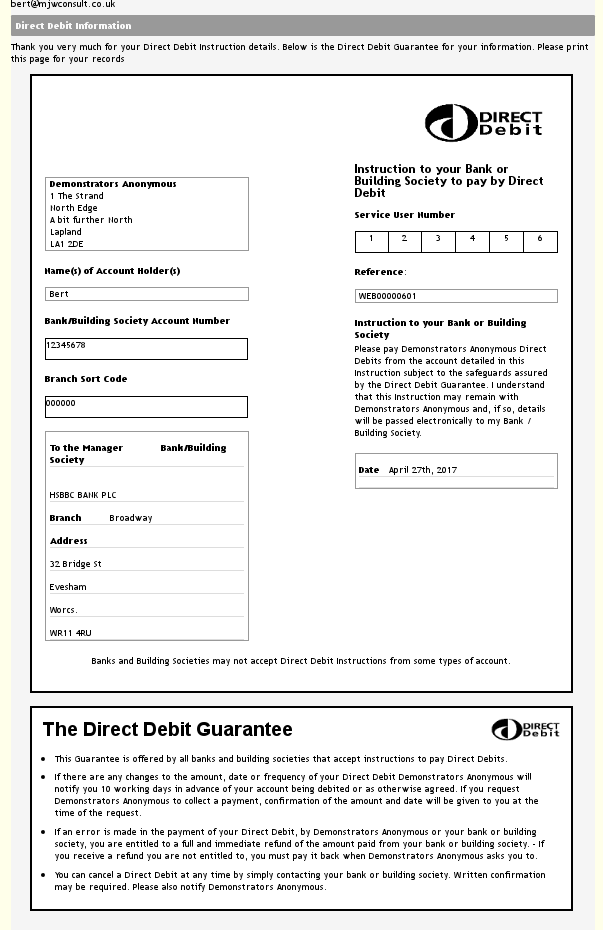 bert@mjwconsult.co.uk
Direct Debit Information
Thank you very much for your Direct Debit Instruction details. Below is the Direct Debit Guarantee for your information. Please print
this page for your records
DIRECT
Debit
Demonstrators Anonymous
1 The Strand
North Edge
A bit further North
Lapland
LA1 2DE
Name(s) of Account Holder(s)
Bert
Bank/Building Society Account Number
12345678
Branch Sort Code
000000
To the Manager Bank/Building
Society
HSBBC BANK PLC
Branch Broadway
Address
32 Bridge St
Evesham
Worcs.
WR11 4RU
Instruction to your Bank or
Building Society to pay by Direct
Debit
Service User Number
1 2 3 4 5 6
Reference:
WEB00000601
Instruction to your Bank or Building
Society
Please pay Demonstrators Anonymous Direct
Debits from the account detailed in this
Instruction subject to the safeguards assured
by the Direct Debit Guarantee. I understand
that this Instruction may remain with
Demonstrators Anonymous and, if so, details
will be passed electronically to my Bank /
Building Society.
Date April 27th, 2017
Banks and Building Societies may not accept Direct Debit Instructions from some types of account.
The Direct Debit Guarantee
DIRECT
Debit
• This Guarantee is offered by all banks and building societies that accept instructions to pay Direct Debits.
• If there are any changes to the amount, date or frequency of your Direct Debit Demonstrators Anonymous will
notify you 10 working days in advance of your account being debited or as otherwise agreed. If you request
Demonstrators Anonymous to collect a payment, confirmation of the amount and date will be given to you at the
time of the request.
• If an error is made in the payment of your Direct Debit, by Demonstrators Anonymous or your bank or building
society, you are entitled to a full and immediate refund of the amount paid from your bank or building society. - If
you receive a refund you are not entitled to, you must pay it back when Demonstrators Anonymous asks you to.
• You can cancel a Direct Debit at any time by simply contacting your bank or building society. Written confirmation
may be required. Please also notify Demonstrators Anonymous.